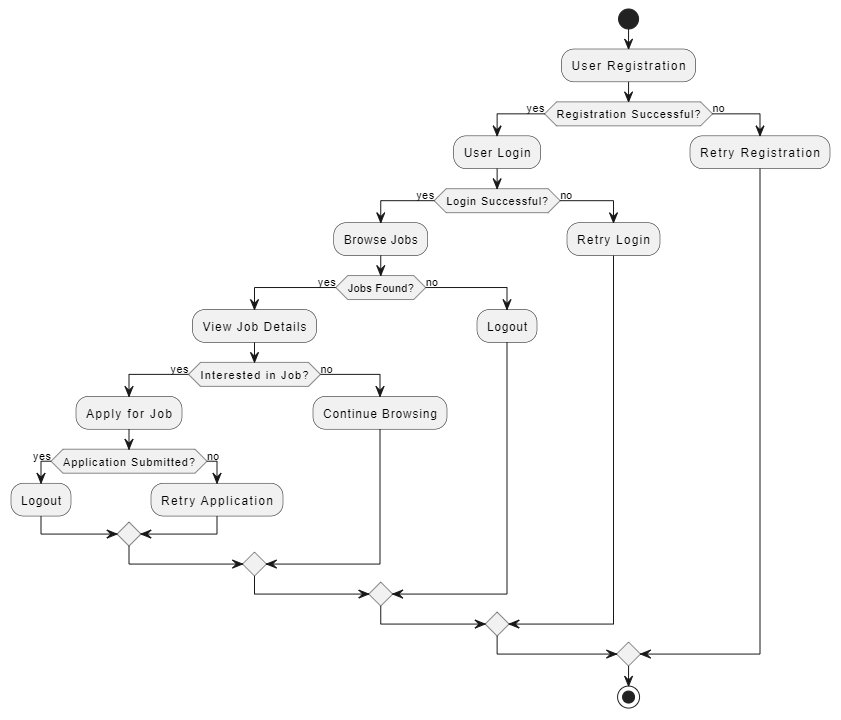 User Registration
yes
Registration Successful?
no
User Login
Retry Registration
yes
Login Successful?
no
Browse Jobs
Retry Login
yes
Jobs Found?
no
View Job Details
Logout
yes
Interested in Job?
no
Apply for Job
Continue Browsing
yes
Application Submitted?
no
Logout
Retry Application